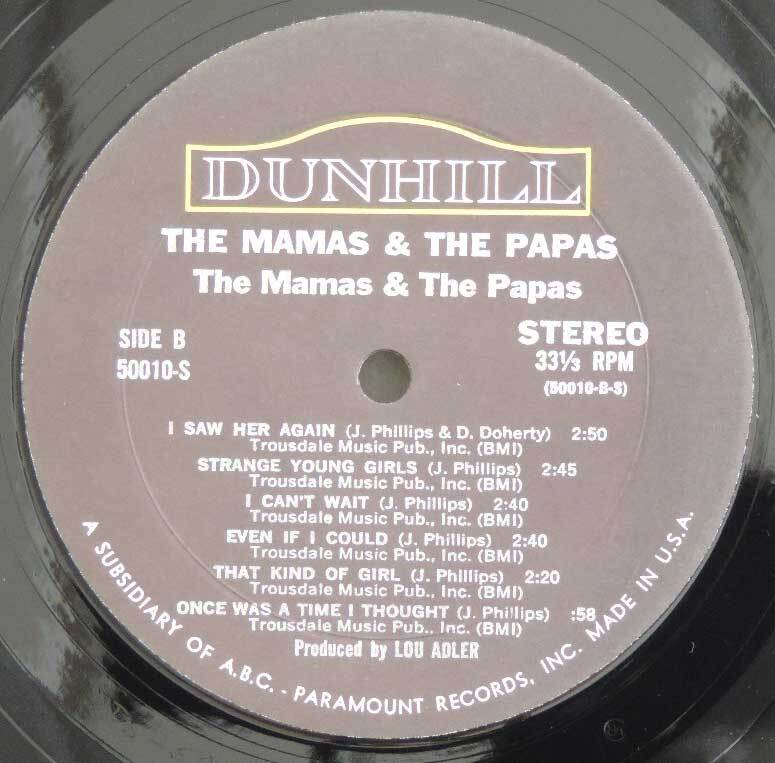 DUNHILL
THE MAMAS & THE PAPAS
The Mamas & The Papas
SIDE B
50010-S
STEREO
33⅓ RPM
(50010-B-S)
I SAW HER AGAIN (J. Phillips & D. Doherty) 2:50
Trousdale Music Pub., Inc. (BMI)
STRANGE YOUNG GIRLS (J. Phillips) 2:45
Trousdale Music Pub., Inc. (BMI)
I CAN'T WAIT (J. Phillips) 2:40
Trousdale Music Pub., Inc. (BMI)
EVEN IF I COULD (J. Phillips) 2:40
Trousdale Music Pub., Inc. (BMI)
THAT KIND OF GIRL (J. Phillips) 2:20
Trousdale Music Pub., Inc. (BMI)
ONCE WAS A TIME I THOUGHT (J. Phillips) :58
Trousdale Music Pub., Inc. (BMI)
Produced by LOU ADLER
A SUBSIDIARY OF A.B.C. - PARAMOUNT RECORDS, INC. MADE IN U.S.A.